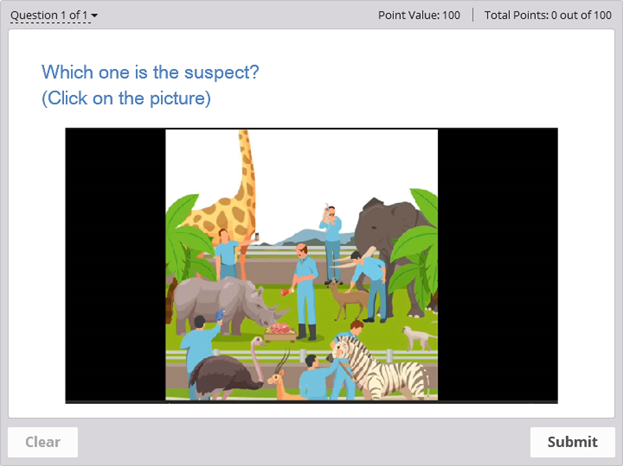 Question 1 of 1
Point Value: 100 | Total Points: 0 out of 100
Which one is the suspect?
(Click on the picture)
Clear
Submit